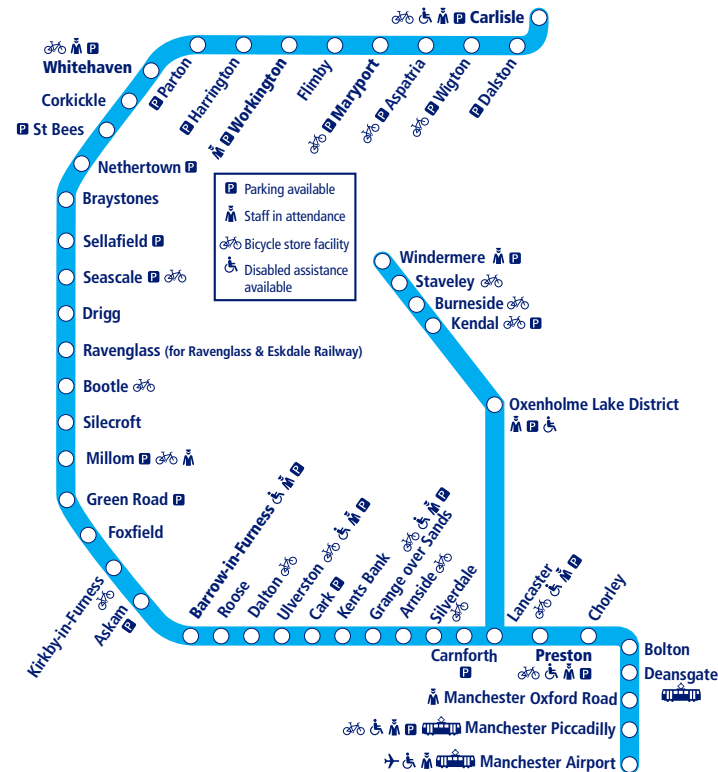 Carlisle
Whitehaven
Parton
Harrington
Workington
Flimby
Maryport
Aspatria
Wigton
Dalston
Corkickle
P St Bees
Nethertown P
Braystones
Sellafield P
Seascale P
Drigg
Ravenglass (for Ravenglass & Eskdale Railway)
Bootle
Silecroft
Millom P
Green Road P
Foxfield
Kirkby-in-Furness
Askam
P
P Parking available
Staff in attendance
Bicycle store facility
Disabled assistance
available
Windermere P
Staveley
Burneside
Kendal P
Oxenholme Lake District
P
Barrow-in-Furness P
Roose
Dalton
Ulverston P
Cark P
Kents Bank
Grange over Sands P
Arnside
Silverdale
Carnforth
P
Lancaster
P
Preston
P
Chorley
Bolton
Deansgate
Manchester Oxford Road
P Manchester Piccadilly
Manchester Airport